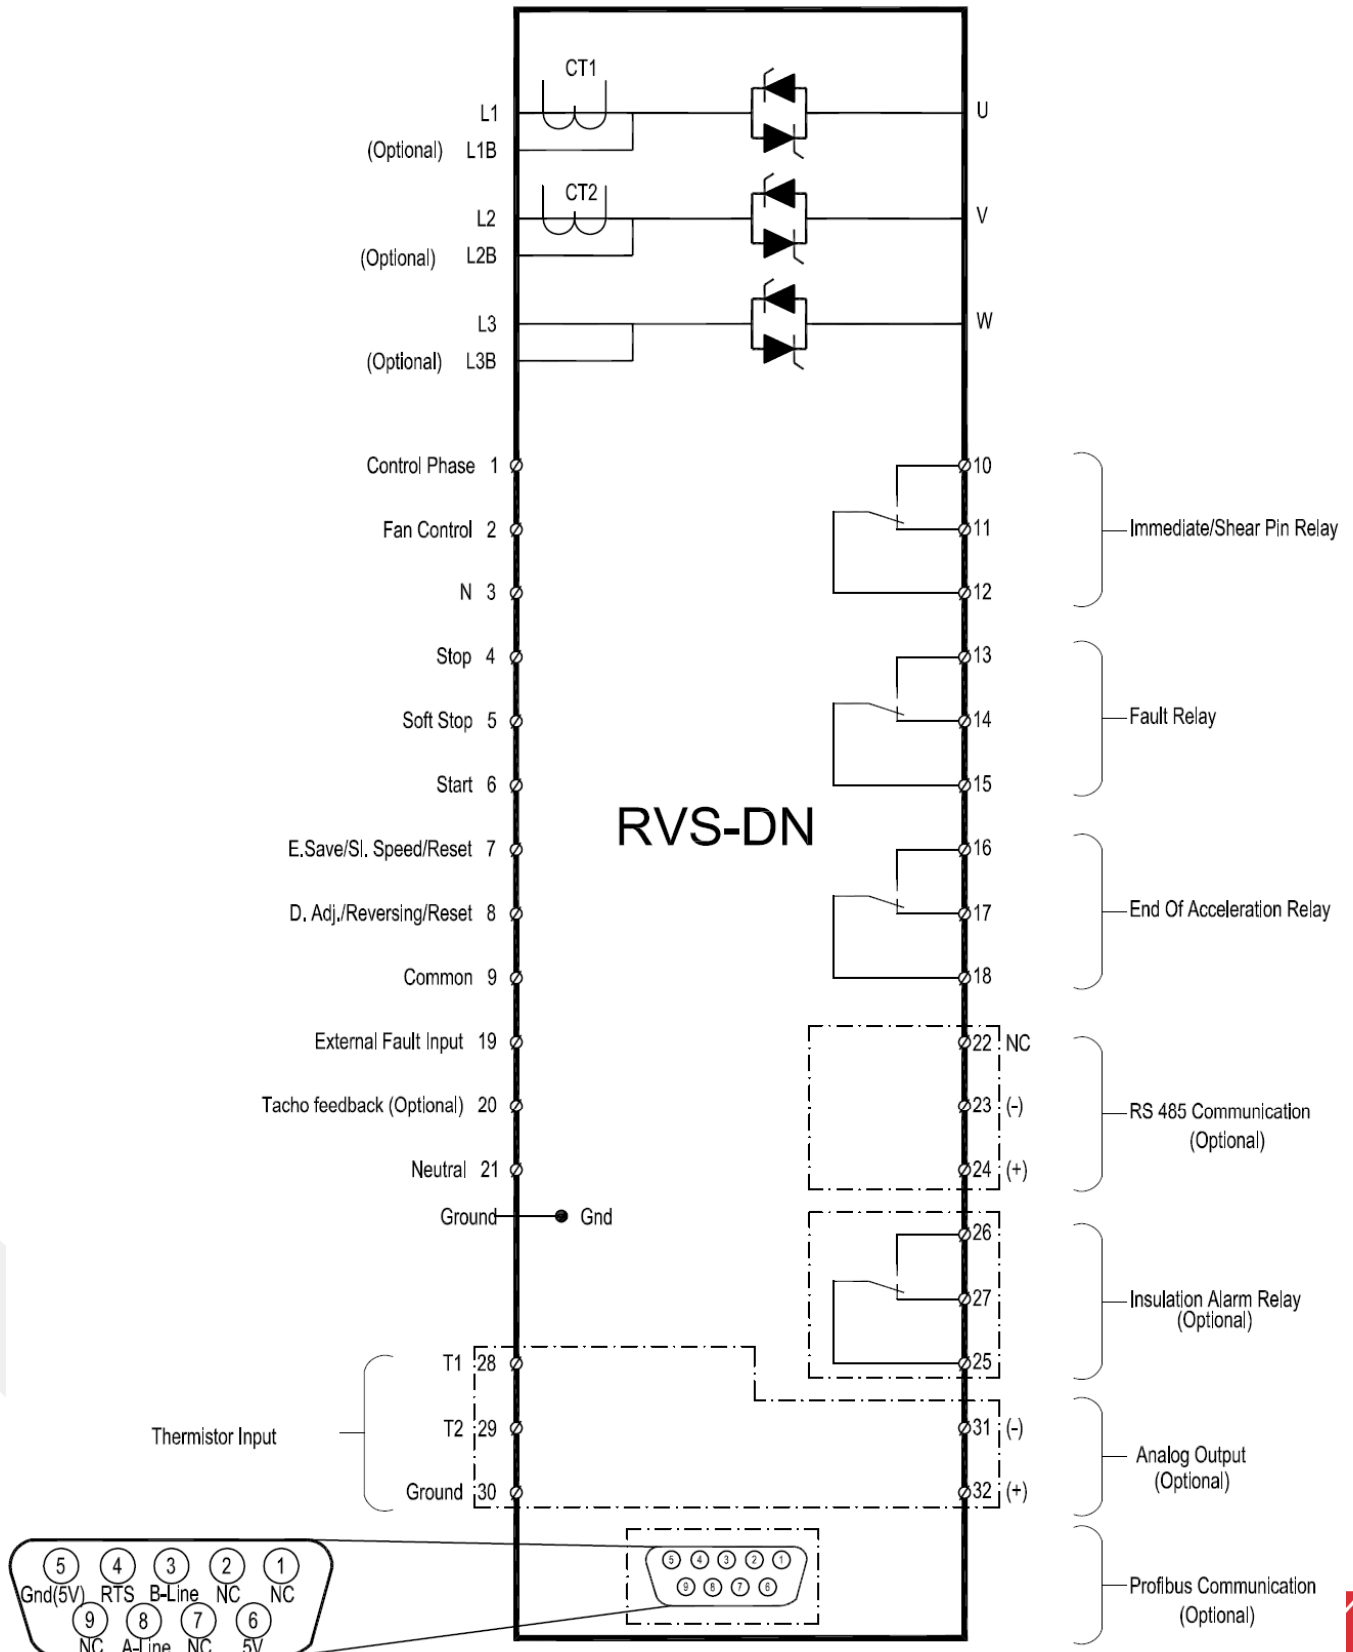 CT1
L1
U
(Optional) L1B
CT2
L2
V
(Optional) L2B
L3
W
(Optional) L3B
Control Phase 1
10
Fan Control 2
11
Immediate/Shear Pin Relay
N 3
12
Stop 4
13
Soft Stop 5
14
Fault Relay
Start 6
15
RVS-DN
E.Save/Sl. Speed/Reset 7
16
D. Adj./Reversing/Reset 8
17
End Of Acceleration Relay
Common 9
18
External Fault Input 19
22 NC
Tacho feedback (Optional) 20
23 (-)
RS 485 Communication
(Optional)
Neutral 21
24 (+)
Ground
Gnd
26
27
Insulation Alarm Relay
(Optional)
T1 28
25
Thermistor Input
T2 29
31 (-)
Analog Output
(Optional)
Ground 30
32 (+)
5 4 3 2 1
9 8 7 6
Profibus Communication
(Optional)
5 4 3 2 1
Gnd(5V) RTS B-Line NC NC
9 8 7 6
NC A-Line NC 5V